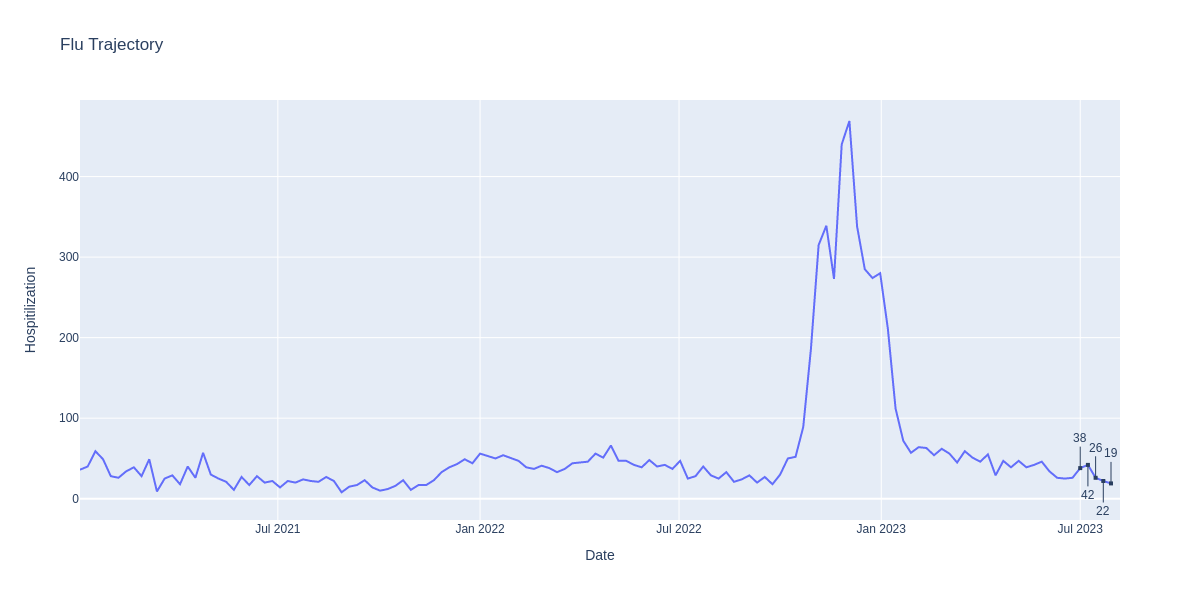 Flu Trajectory
Hospitilization
400
300
200
100
0
38
26
19
42
22
Jul 2021
Jan 2022
Jul 2022
Jan 2023
Jul 2023
Date